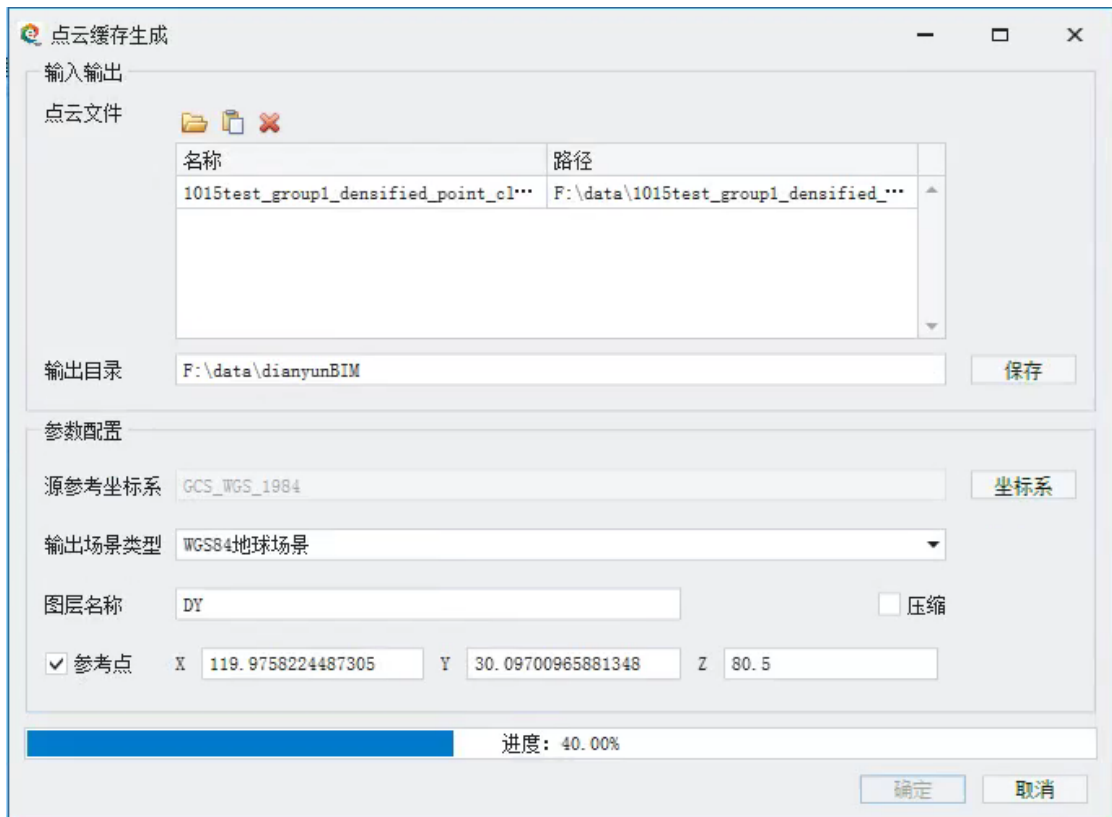 点云缓存生成
输入输出
点云文件
名称 路径
1015test_group1_densified_point_cl··· F:\data\1015test_group1_densified_···
输出目录 F:\data\dianyunBIM 保存
参数配置
源参考坐标系 GCS_WGS_1984 坐标系
输出场景类型 WGS84地球场景
图层名称 DY 压缩
参考点 X 119.9758224487305 Y 30.09700965881348 Z 80.5
进度: 40.00%
确定 取消